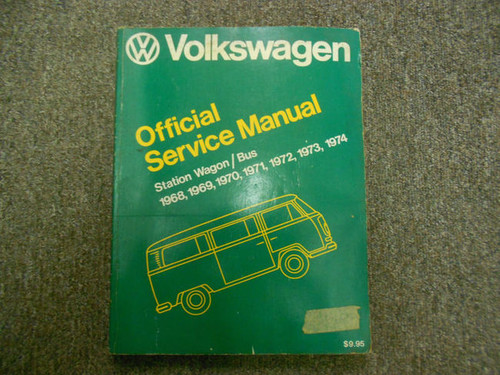 VW Volkswagen
Official
Service Manual
Station Wagon/Bus
1968, 1969, 1970, 1971, 1972, 1973, 1974
$9.95